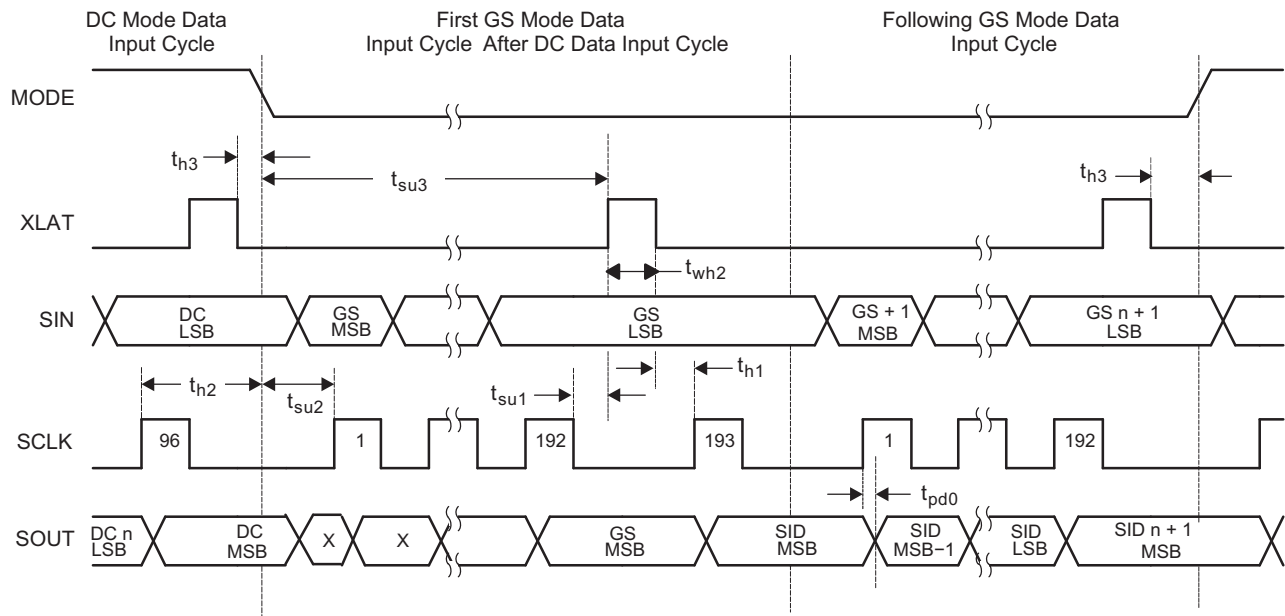 DC Mode Data
Input Cycle
First GS Mode Data
Input Cycle After DC Data Input Cycle
Following GS Mode Data
Input Cycle
MODE
th3
tsu3
th3
XLAT
twh2
SIN
DC
LSB
GS
MSB
GS
LSB
GS + 1
MSB
GS n + 1
LSB
th2
tsu2
tsu1
th1
SCLK
96
1
192
193
1
192
tpd0
SOUT
DC n
LSB
DC
MSB
X
X
GS
MSB
SID
MSB
SID
MSB−1
SID
LSB
SID n + 1
MSB